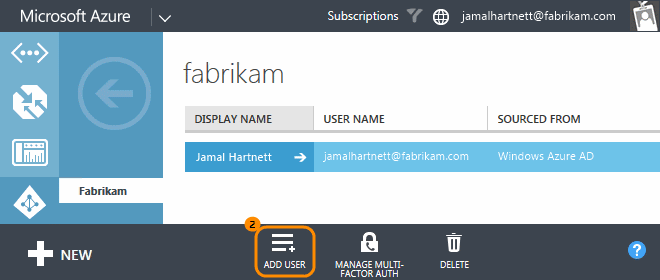 Microsoft Azure
Subscriptions
jamalhartnett@fabrikam.com
fabrikam
DISPLAY NAME
USER NAME
SOURCED FROM
Jamal Hartnett
jamalhartnett@fabrikam.com
Windows Azure AD
Fabrikam
2
NEW
ADD USER
MANAGE MULTI-
FACTOR AUTH
DELETE
?